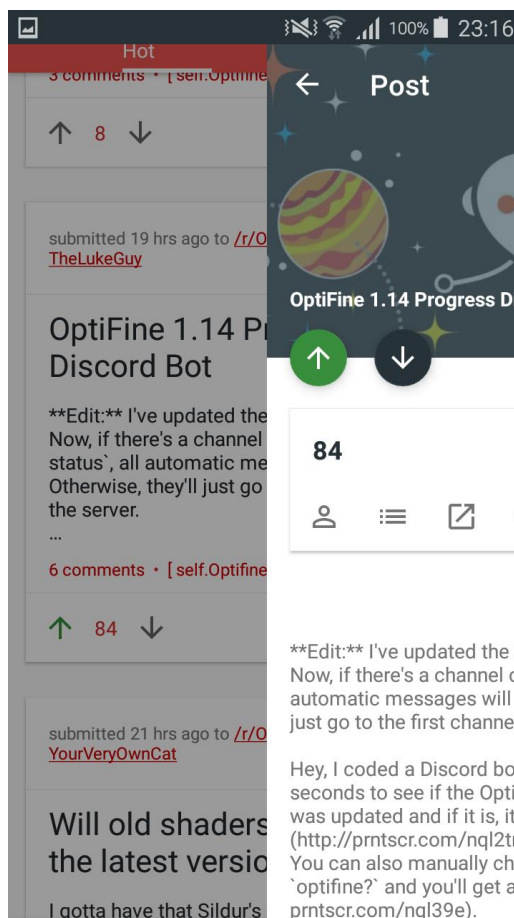 100% 23:16
Hot
3 comments • [ self.Optifine
8
submitted 19 hrs ago to /r/O
TheLukeGuy
OptiFine 1.14 Pr
Discord Bot
**Edit:** I've updated the
Now, if there's a channel
status`, all automatic me
Otherwise, they'll just go
the server.
...
6 comments • [ self.Optifine
84
submitted 21 hrs ago to /r/O
YourVeryOwnCat
Will old shaders
the latest versio
I gotta have that Sildur's
Post
OptiFine 1.14 Progress D
84
**Edit:** I've updated the
Now, if there's a channel c
automatic messages will
just go to the first channe
Hey, I coded a Discord bo
seconds to see if the Opti
was updated and if it is, it
(http://prntscr.com/nql2tr
You can also manually ch
`optifine?` and you'll get a
prntscr.com/nql39e).